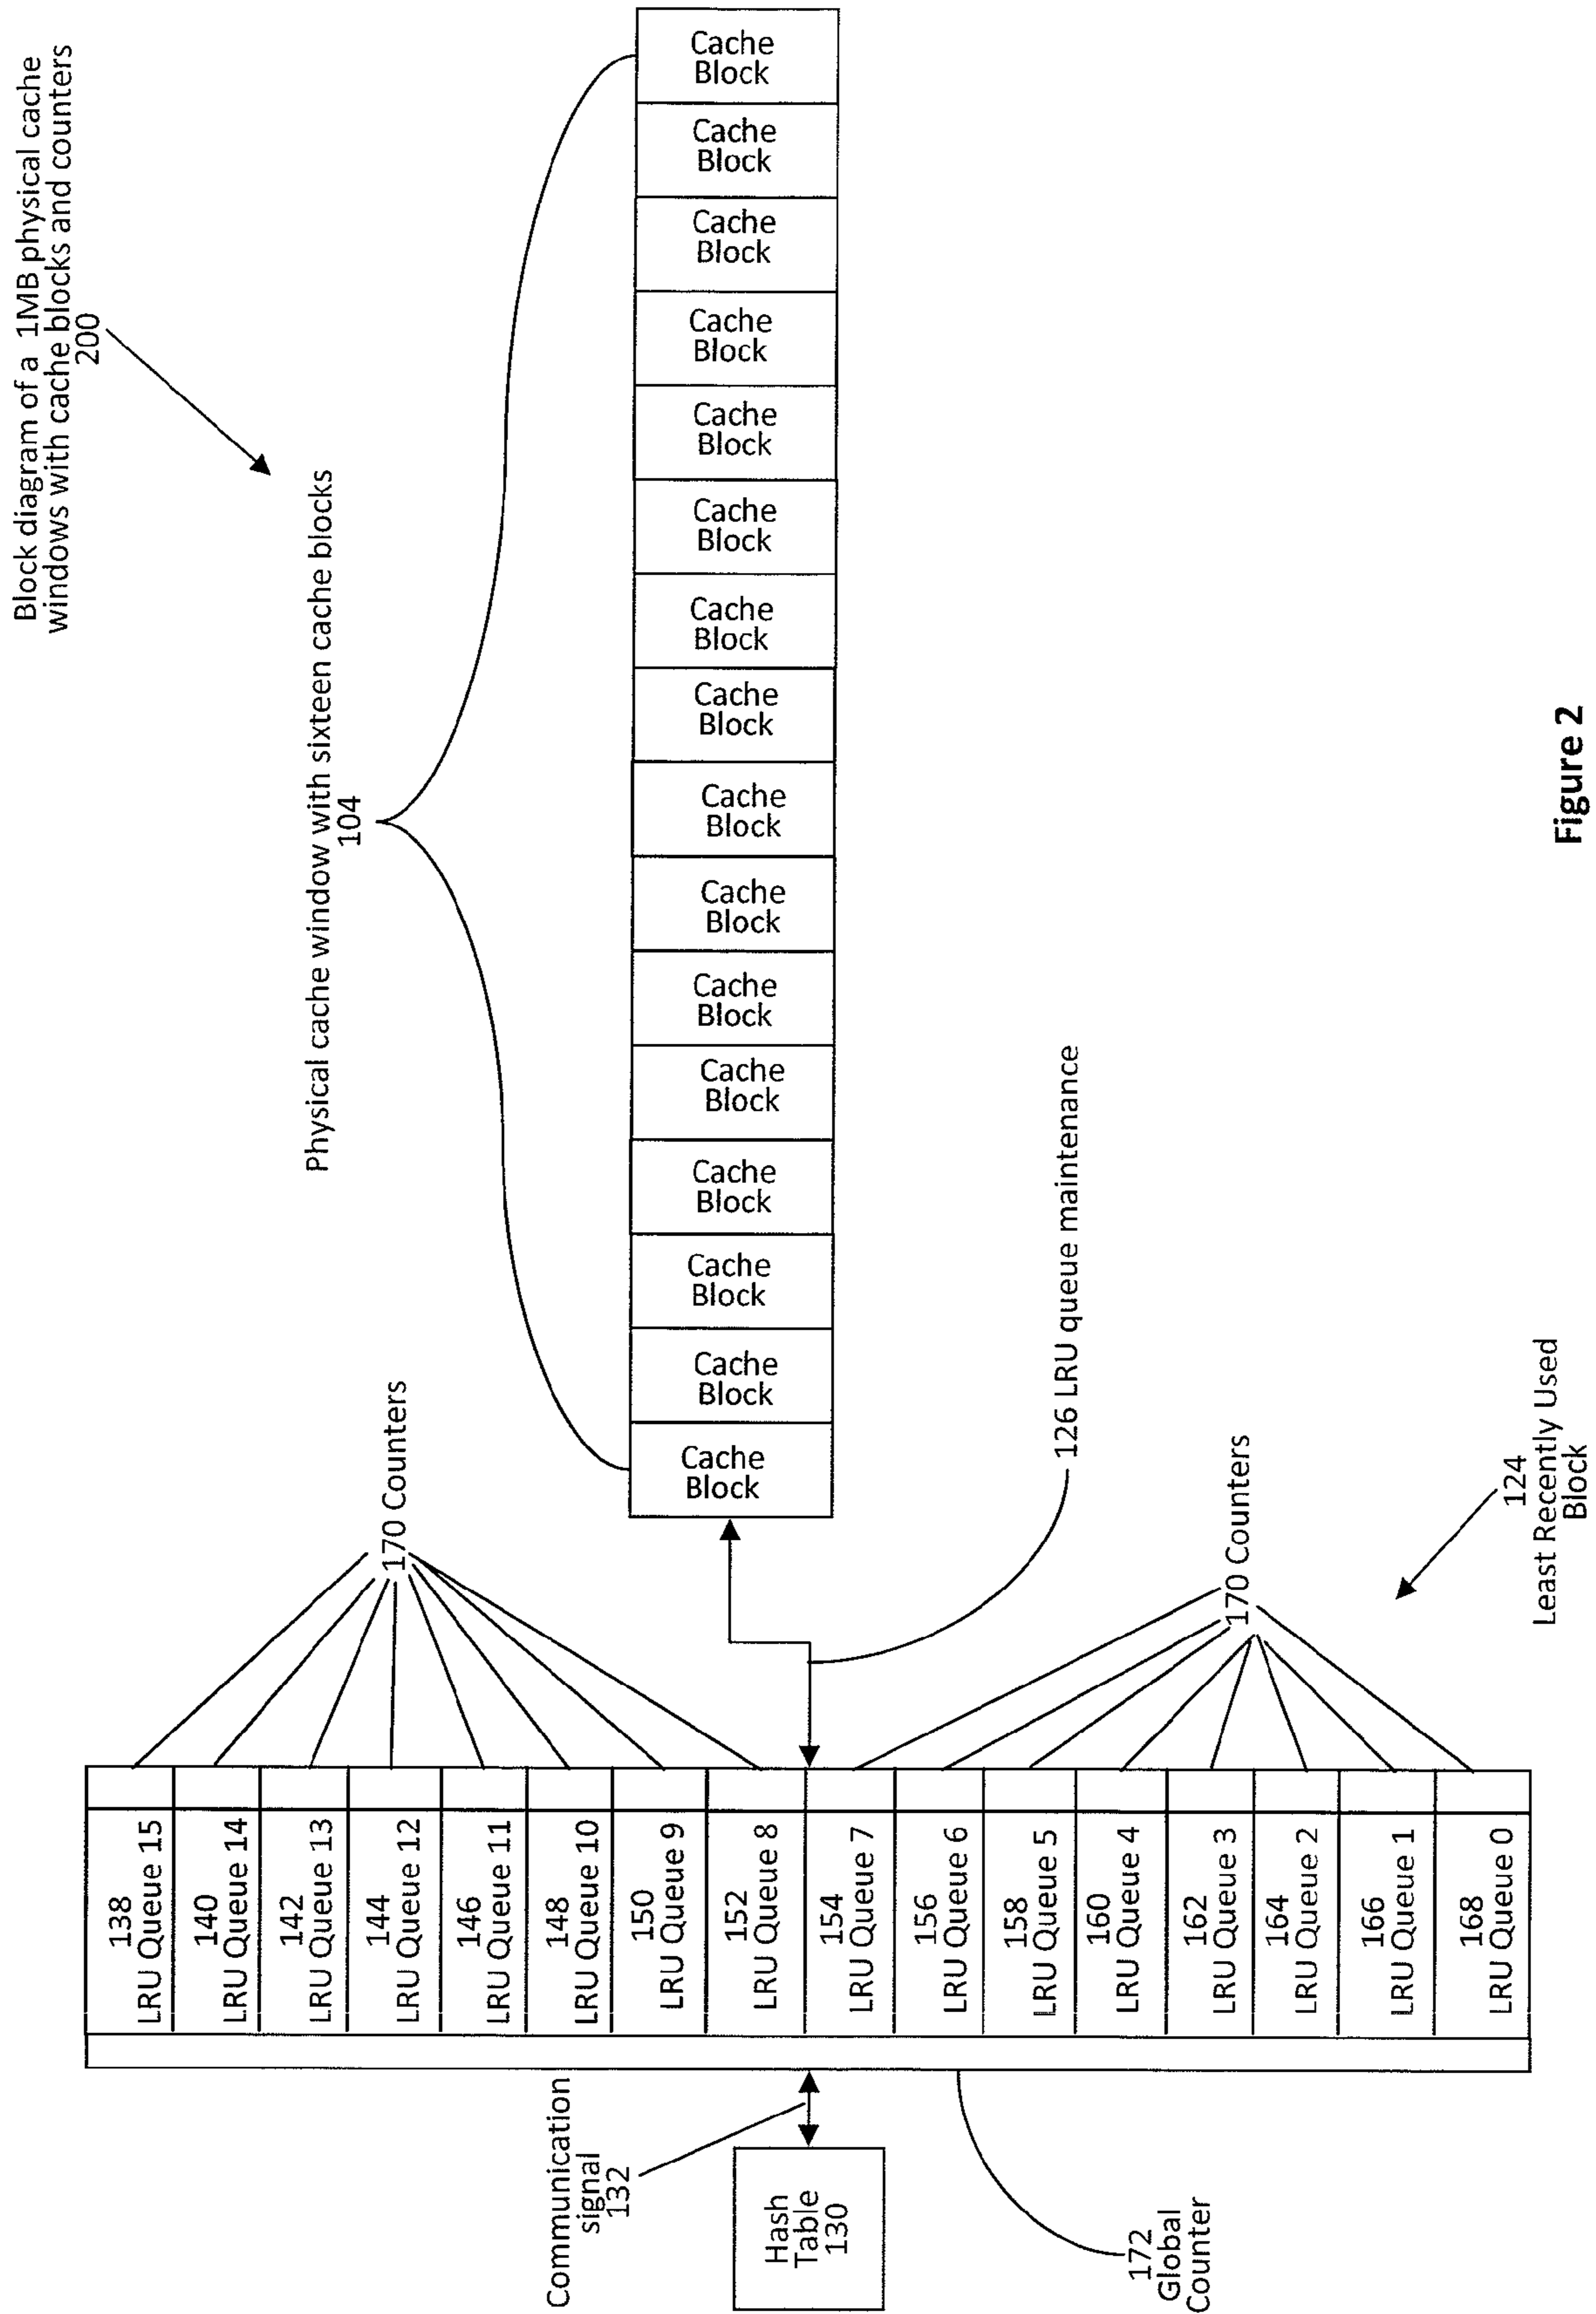 Block diagram of a 1MB physical cache
windows with cache blocks and counters
200
Physical cache window with sixteen cache blocks
104
Cache
Block
Cache
Block
Cache
Block
Cache
Block
Cache
Block
Cache
Block
Cache
Block
Cache
Block
Cache
Block
Cache
Block
Cache
Block
Cache
Block
Cache
Block
Cache
Block
Cache
Block
Cache
Block
170 Counters
126 LRU queue maintenance
170 Counters
124
Least Recently Used
Block
138
LRU Queue 15
140
LRU Queue 14
142
LRU Queue 13
144
LRU Queue 12
146
LRU Queue 11
148
LRU Queue 10
150
LRU Queue 9
152
LRU Queue 8
154
LRU Queue 7
156
LRU Queue 6
158
LRU Queue 5
160
LRU Queue 4
162
LRU Queue 3
164
LRU Queue 2
166
LRU Queue 1
168
LRU Queue 0
Communication
signal
132
Hash
Table
130
172
Global
Counter
Figure 2